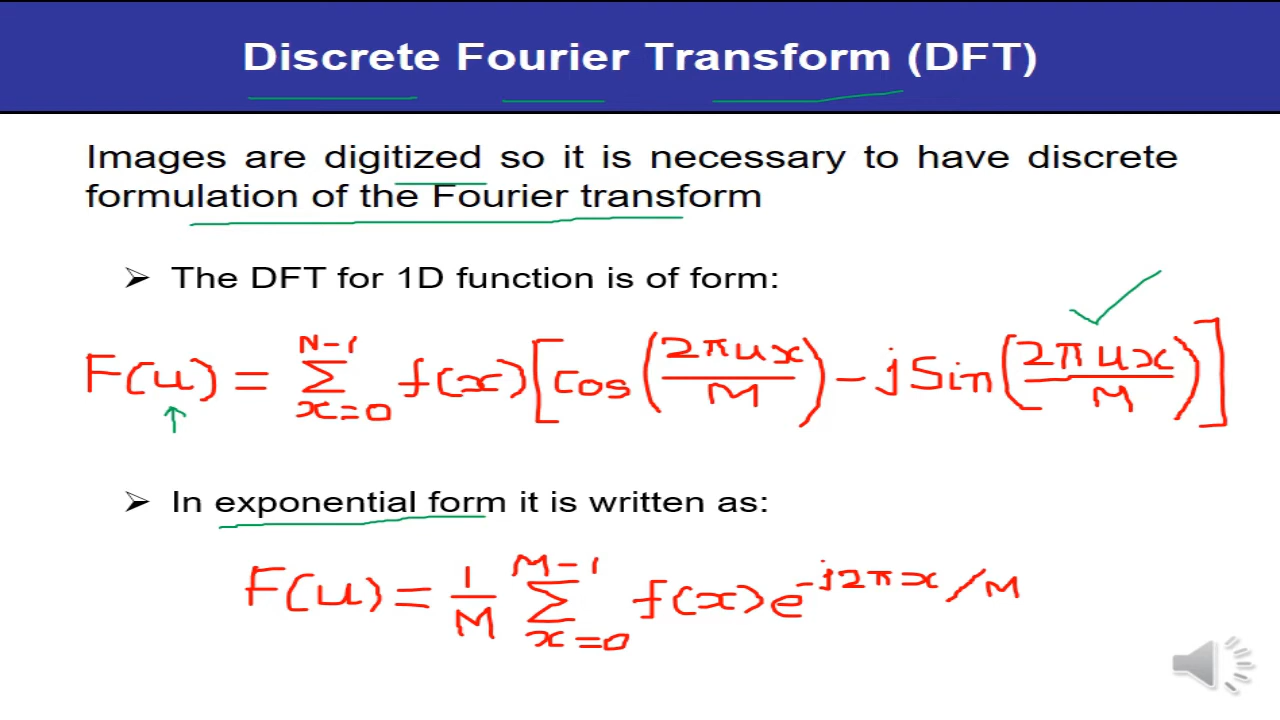 Discrete Fourier Transform (DFT)
Images are digitized so it is necessary to have discrete
formulation of the Fourier transform
➢ The DFT for 1D function is of form:
F(u) = ∑_{x=0}^{N-1} f(x) [cos(2πux/M) - j Sin(2πux/M)]
➢ In exponential form it is written as:
F(u) = 1/M ∑_{x=0}^{M-1} f(x) e^{-j2πx/M}